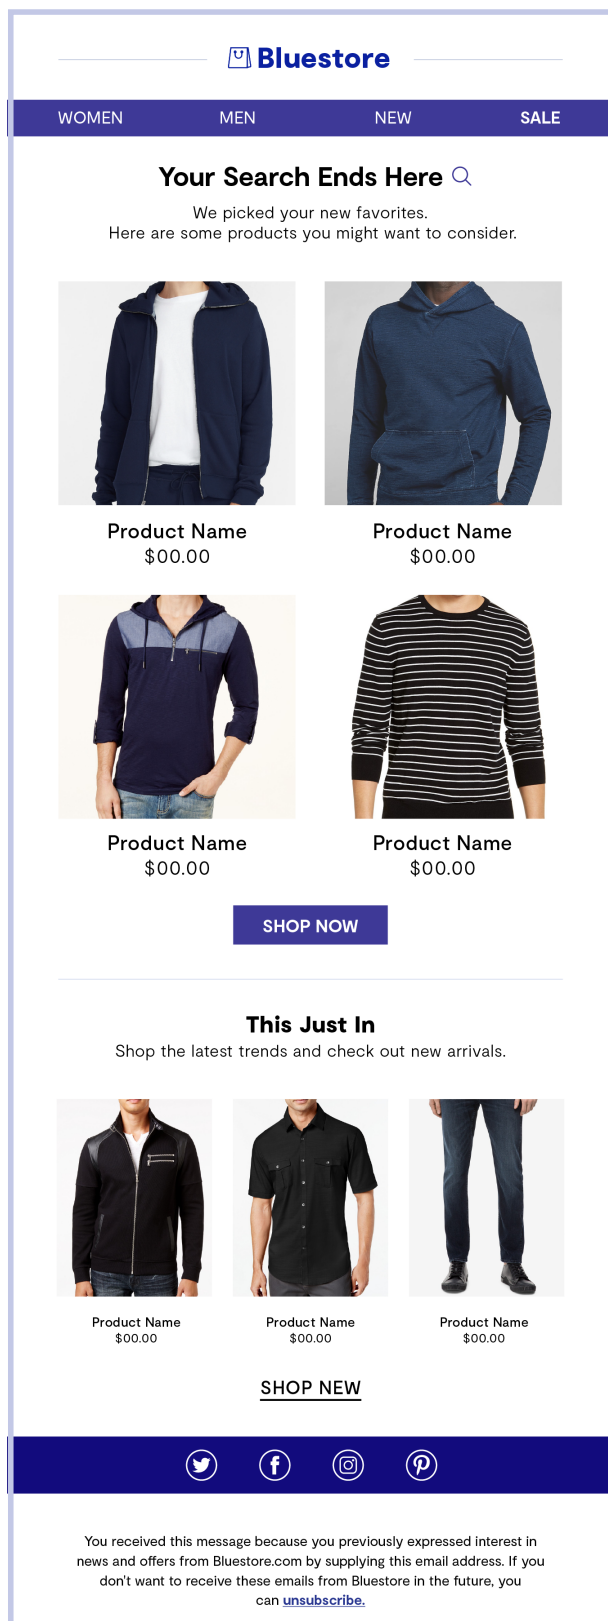 Bluestore
WOMEN MEN NEW SALE
Your Search Ends Here
We picked your new favorites.
Here are some products you might want to consider.
Product Name Product Name
$00.00 $00.00
Product Name Product Name
$00.00 $00.00
SHOP NOW
This Just In
Shop the latest trends and check out new arrivals.
Product Name Product Name Product Name
$00.00 $00.00 $00.00
SHOP NEW
You received this message because you previously expressed interest in
news and offers from Bluestore.com by supplying this email address. If you
don't want to receive these emails from Bluestore in the future, you
can unsubscribe.